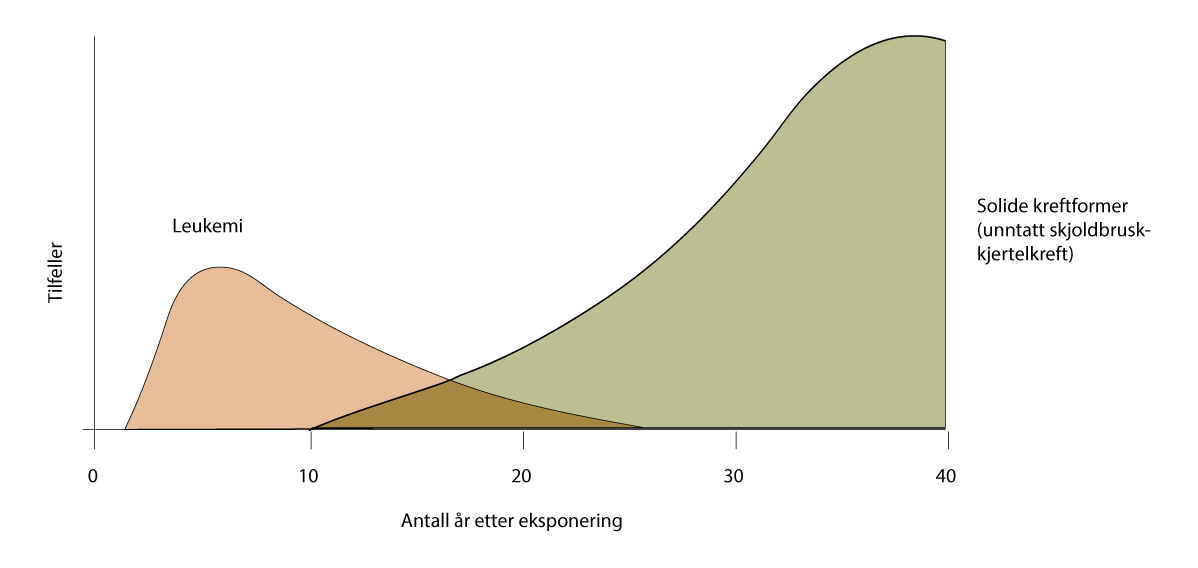 Leukemi
Tilfeller
Solide kreftformer
(unntatt skjoldbrusk-
kjertelkreft)
0 10 20 30 40
Antall år etter eksponering